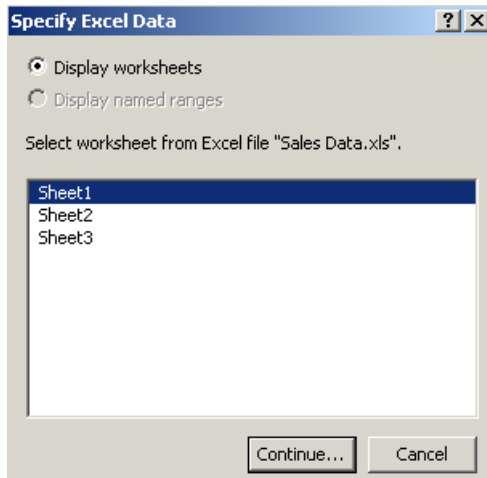 Specify Excel Data
Display worksheets
Display named ranges
Select worksheet from Excel file "Sales Data.xls".
Sheet1
Sheet2
Sheet3
Continue... Cancel